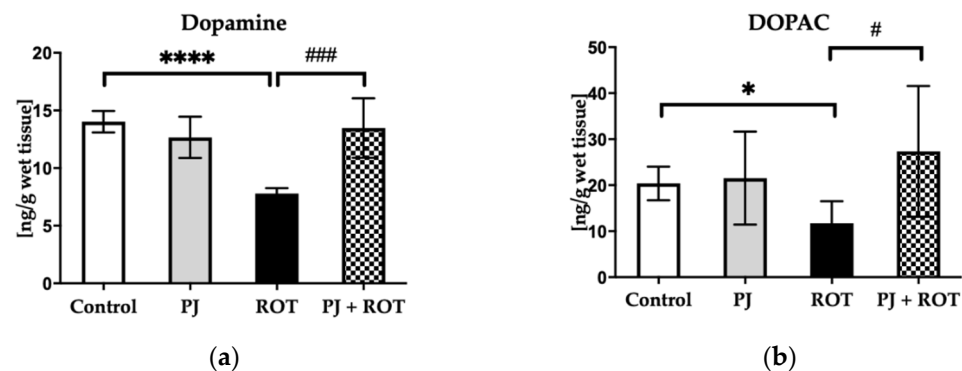 Dopamine
[ng/g wet tissue]
20
15
10
5
0
****
###
Control PJ ROT PJ + ROT
(a)
DOPAC
[ng/g wet tissue]
50
40
30
20
10
0
*
#
Control PJ ROT PJ + ROT
(b)